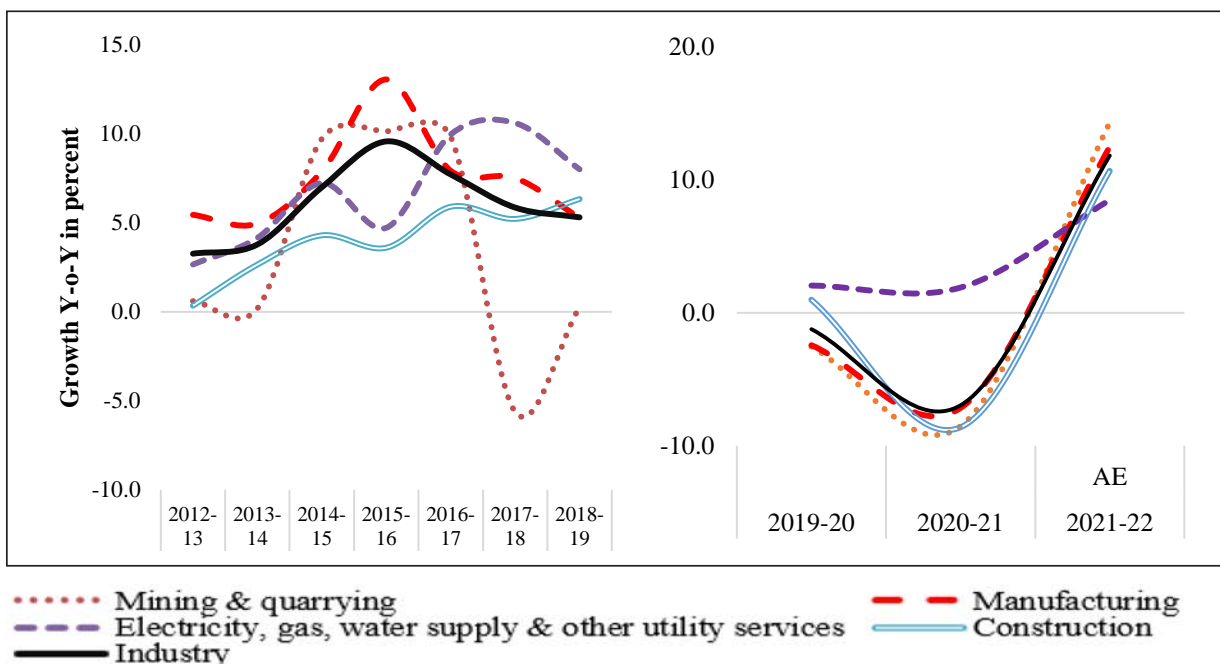 Growth Y-o-Y in percent
15.0
10.0
5.0
0.0
-5.0
-10.0
2012-13
2013-14
2014-15
2015-16
2016-17
2017-18
2018-19
20.0
10.0
0.0
-10.0
2019-20
2020-21
AE
2021-22
Mining & quarrying
Manufacturing
Electricity, gas, water supply & other utility services
Construction
Industry